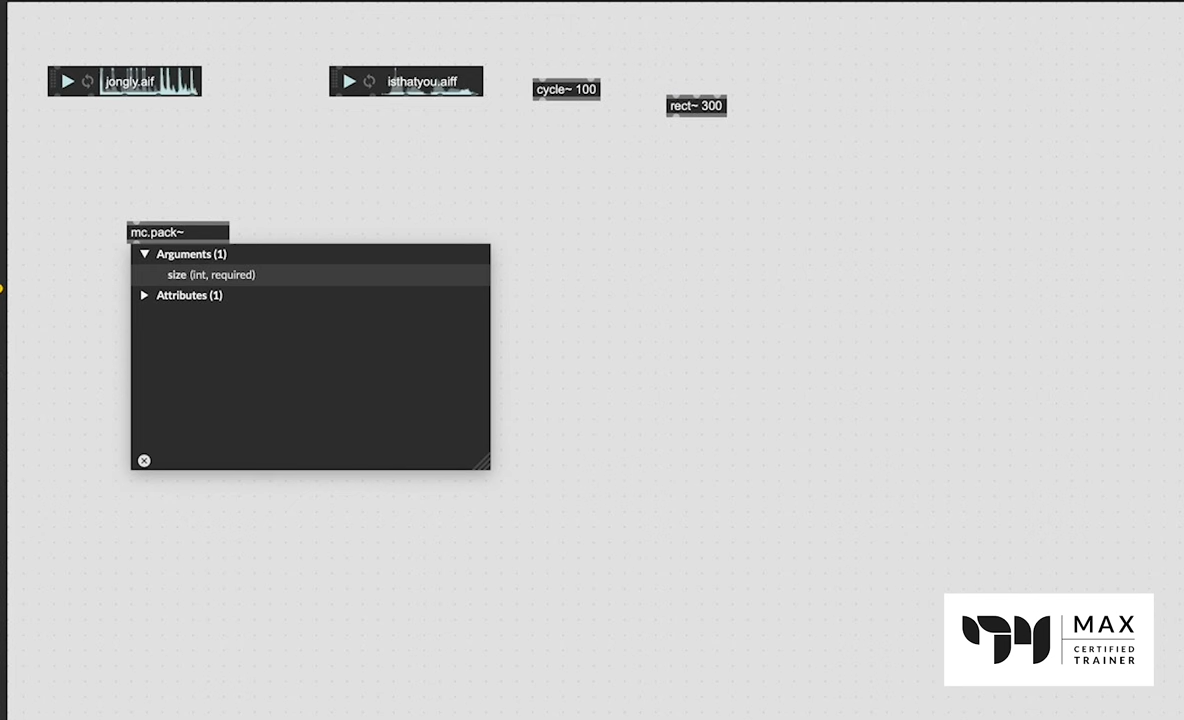 jongly.aif
isthatyou.aiff
cycle~ 100
rect~ 300
mc.pack~
Arguments (1)
size (int, required)
Attributes (1)
MAX
CERTIFIED
TRAINER